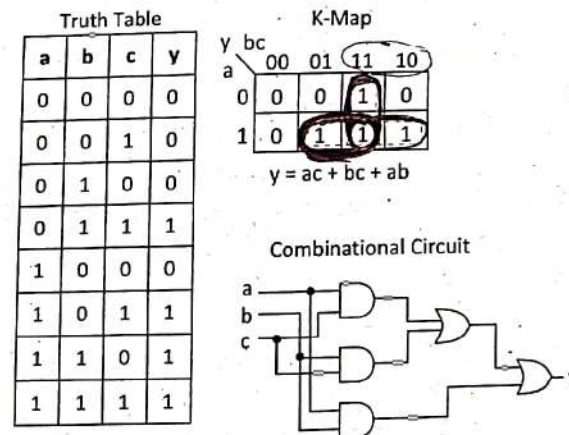 Truth Table
a b c y
0 0 0 0
0 0 1 0
0 1 0 0
0 1 1 1
1 0 0 0
1 0 1 1
1 1 0 1
1 1 1 1
K-Map
y bc
00 01 11 10
a
0 0 0 1 0
1 0 1 1 1
y = ac + bc + ab
Combinational Circuit
a
b
c